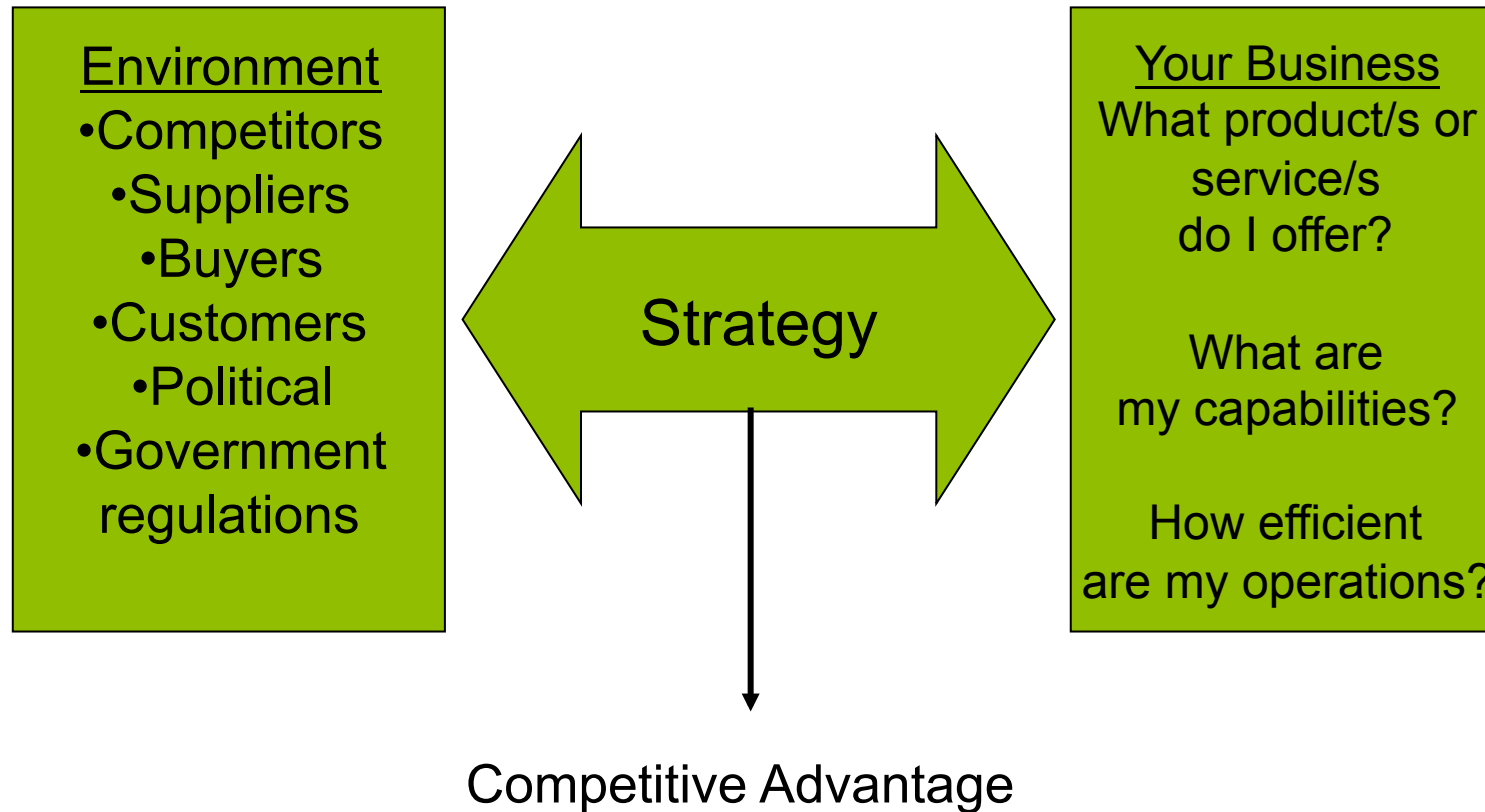 Environment
•Competitors
•Suppliers
•Buyers
•Customers
•Political
•Government
regulations
Strategy
Your Business
What product/s or
service/s
do I offer?
What are
my capabilities?
How efficient
are my operations?
Competitive Advantage